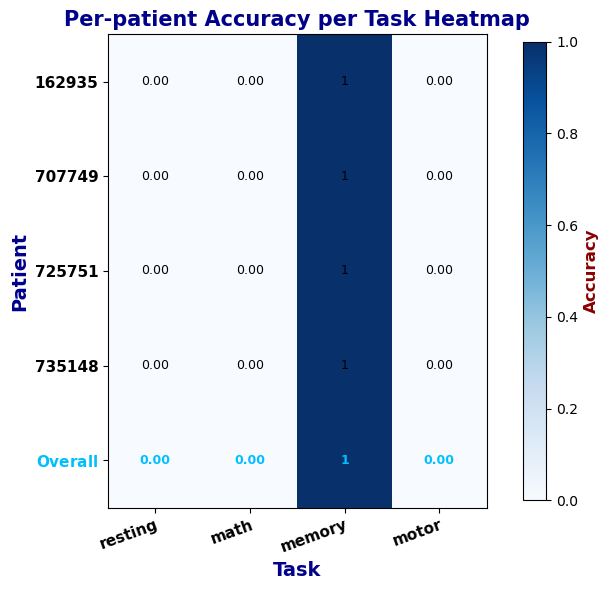 Per-patient Accuracy per Task Heatmap
Patient
162935 0.00 0.00 1 0.00
707749 0.00 0.00 1 0.00
725751 0.00 0.00 1 0.00
735148 0.00 0.00 1 0.00
Overall 0.00 0.00 1 0.00
resting math memory motor
Task
1.0
0.8
0.6
0.4
0.2
0.0
Accuracy